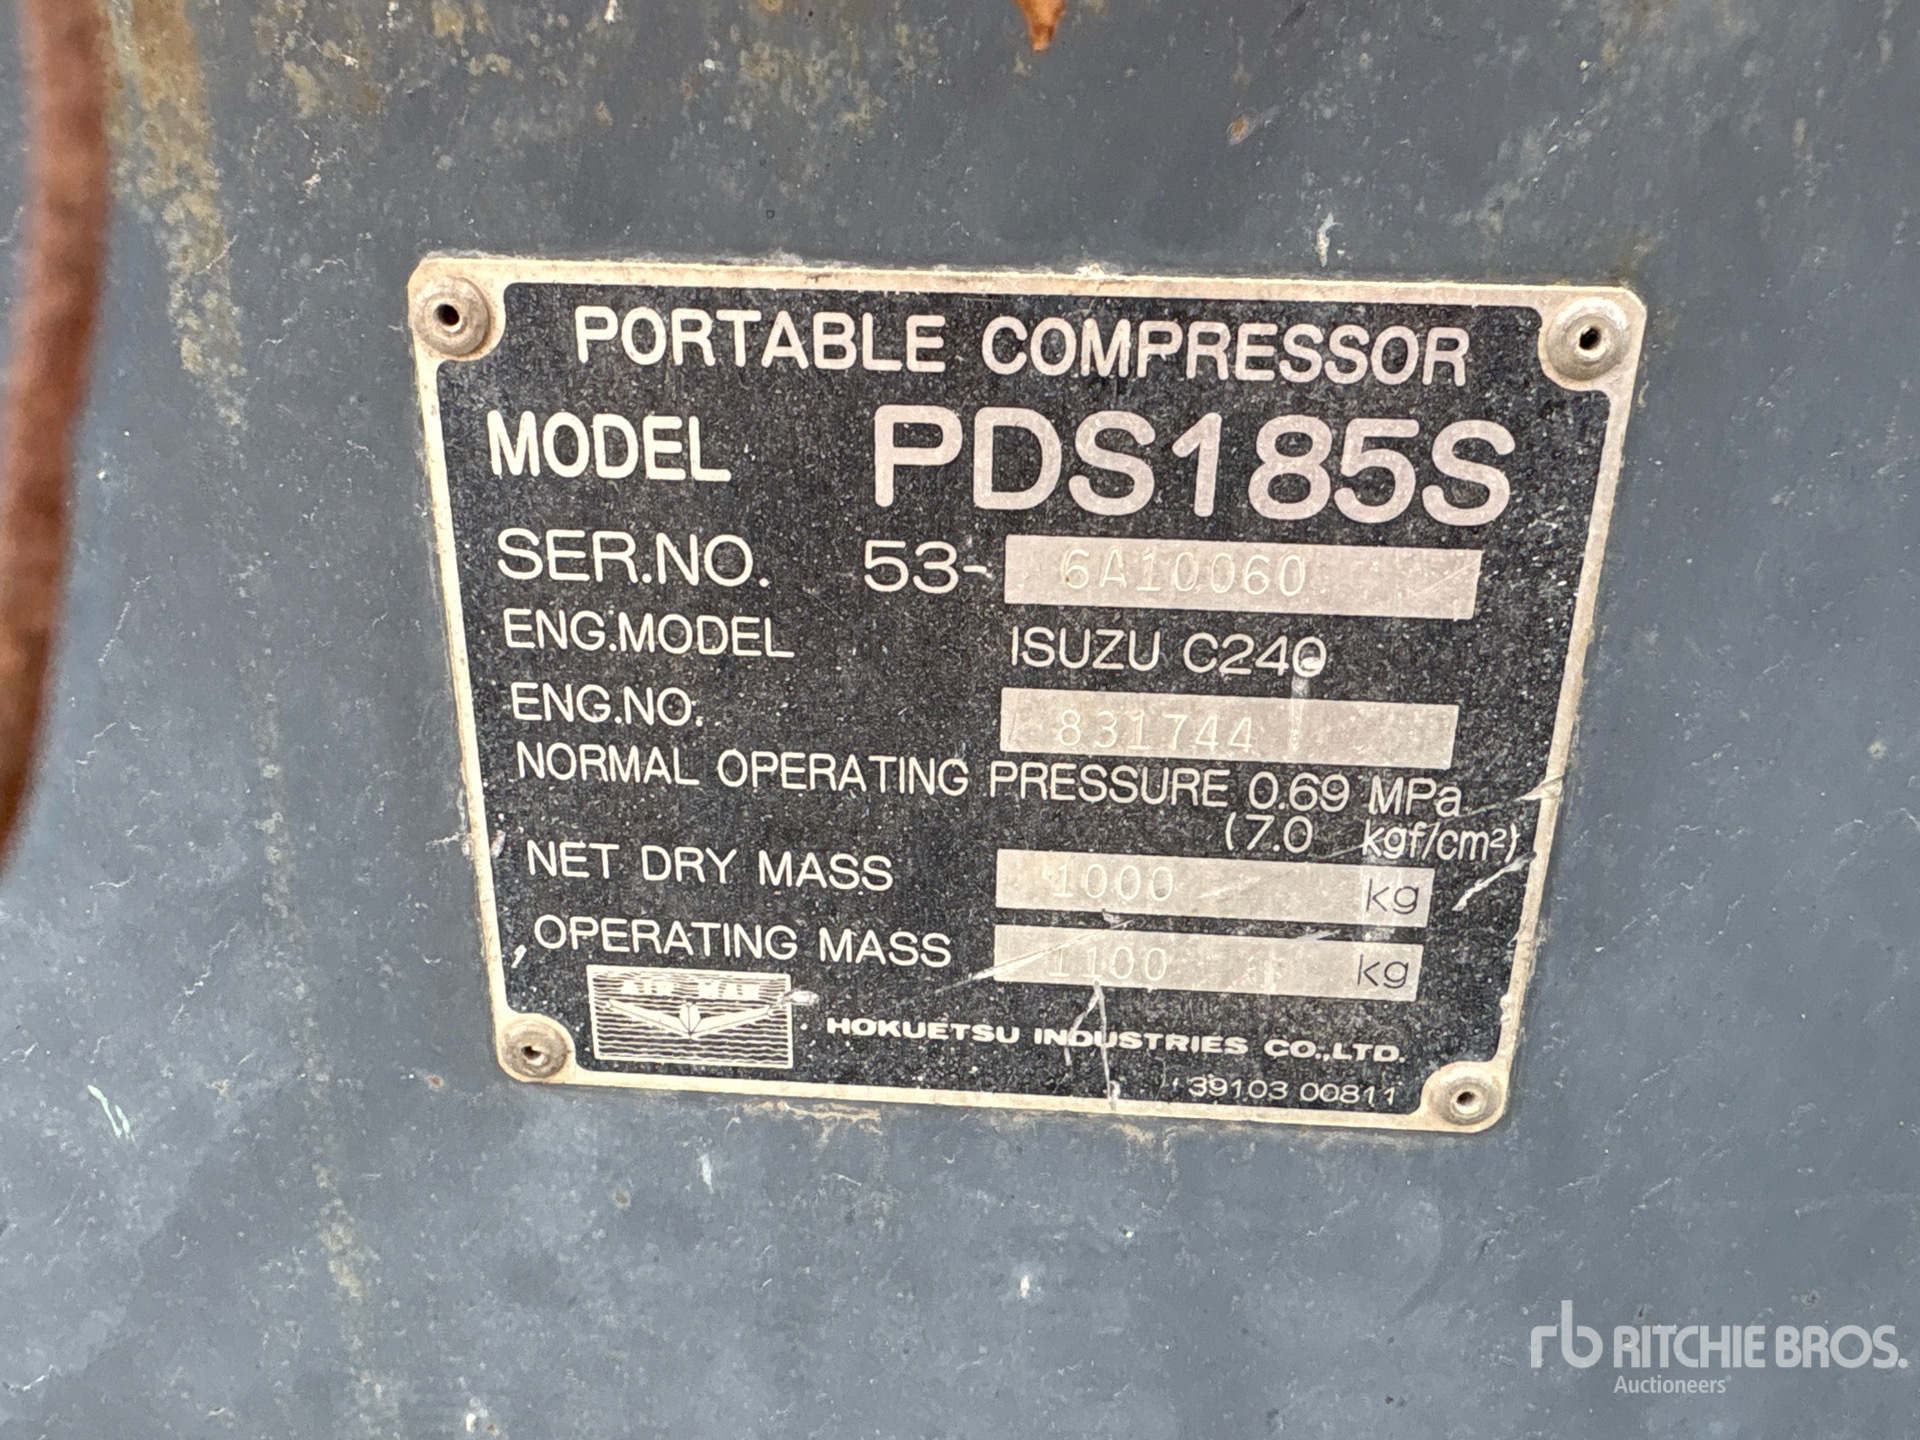 PORTABLE COMPRESSOR
MODEL PDS185S
SER.NO. 53- 6A10060
ENG.MODEL ISUZU C240
ENG.NO. 831744
NORMAL OPERATING PRESSURE 0.69 MPa
(7.0 kgf/cm²)
NET DRY MASS 1000 kg
OPERATING MASS 1100 kg
AIR MAN
HOKUETSU INDUSTRIES CO.,LTD.
39103 00811
rb RITCHIE BROS.
Auctioneers